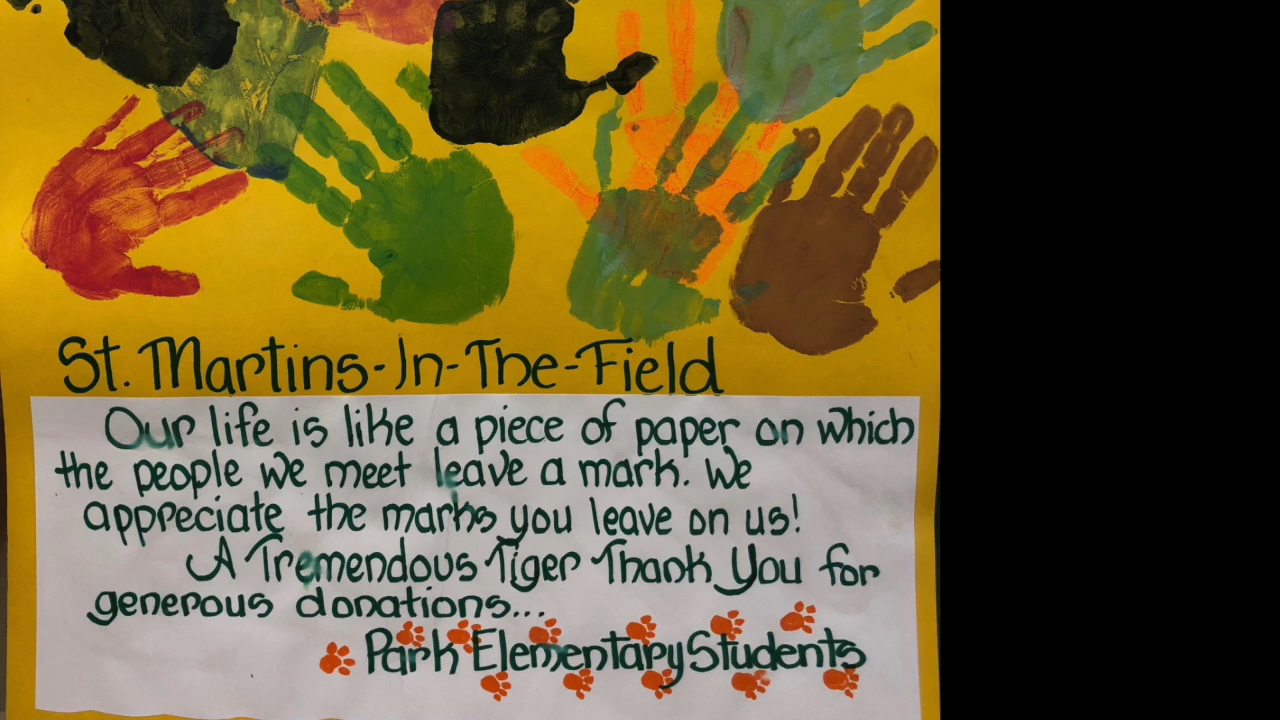 St. Martins-In-The-Field
Our life is like a piece of paper on which
the people we meet leave a mark. We
appreciate the marks you leave on us!
A Tremendous Tiger Thank You for
generous donations...
Park Elementary Students